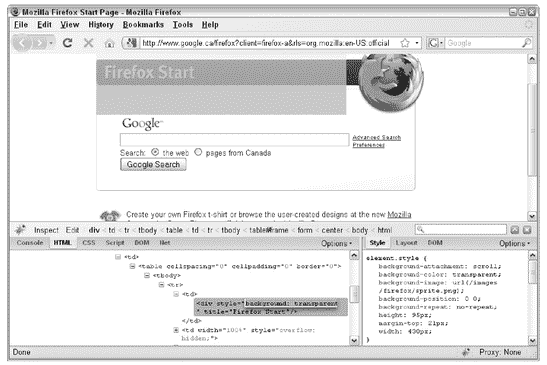 Mozilla Firefox Start Page - Mozilla Firefox
File Edit View History Bookmarks Tools Help
http://www.google.ca/firefox?client=firefox-a&rls=org.mozilla:en-US:official
Google
Firefox Start
Google™
Advanced Search
Preferences
Search: the web pages from Canada
Google Search
Create your own Firefox t-shirt or browse the user-created designs at the new Mozilla
Inspect Edit div < td < tr < tbody < table < td < tr < tbody < table#frame < form < center < body < html
Console HTML CSS Script DOM Net Options
Style Layout DOM Options
<td>
<table cellspacing="0" cellpadding="0" border="0">
<tbody>
<tr>
<td>
<div style="background: transparent
" title="Firefox Start"/>
</td>
<td width="100%" style="overflow:
hidden;">
element.style {
background-attachment: scroll;
background-color: transparent;
background-image: url(/images
/firefox/sprite.png);
background-position: 0 0;
background-repeat: no-repeat;
height: 95px;
margin-top: 21px;
width: 430px;
}
Done
Proxy: None